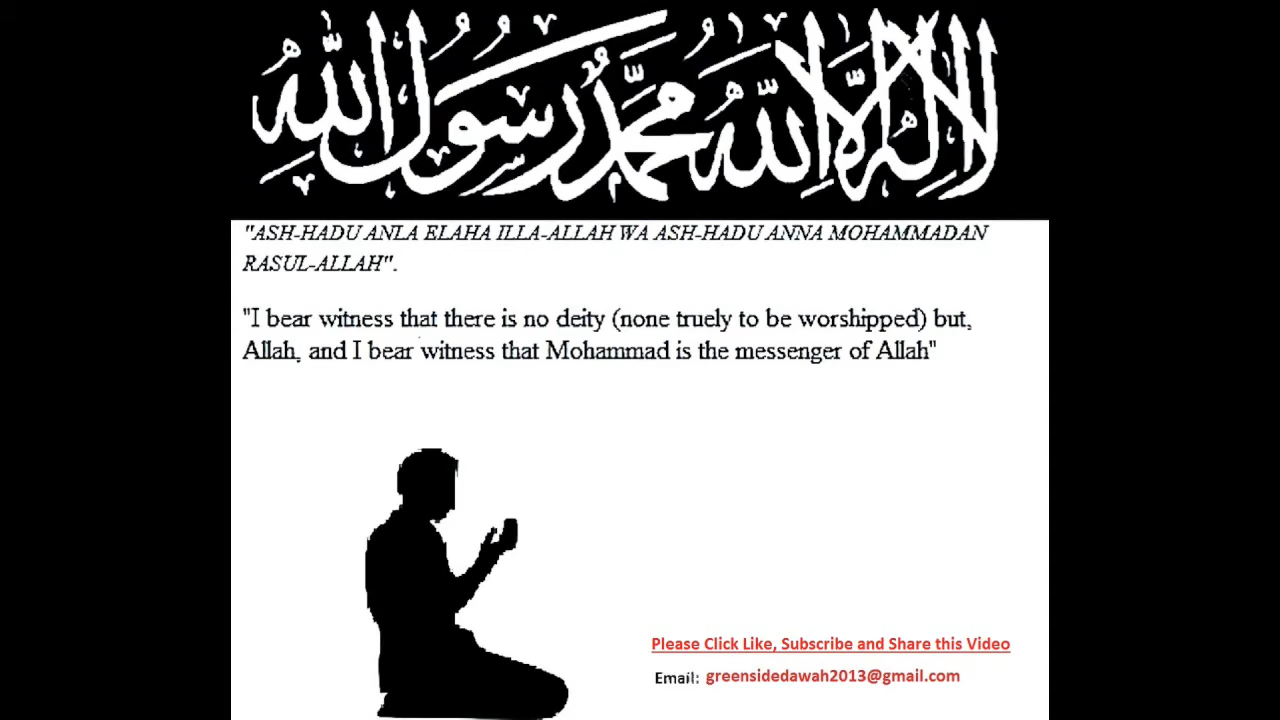 لا إله إلا الله محمد رسول الله
"ASH-HADU ANLA ELAHA ILLA-ALLAH WA ASH-HADU ANNA MOHAMMADAN
RASUL-ALLAH".
"I bear witness that there is no deity (none truely to be worshipped) but,
Allah, and I bear witness that Mohammad is the messenger of Allah"
Please Click Like, Subscribe and Share this Video
Email: greensidedawah2013@gmail.com